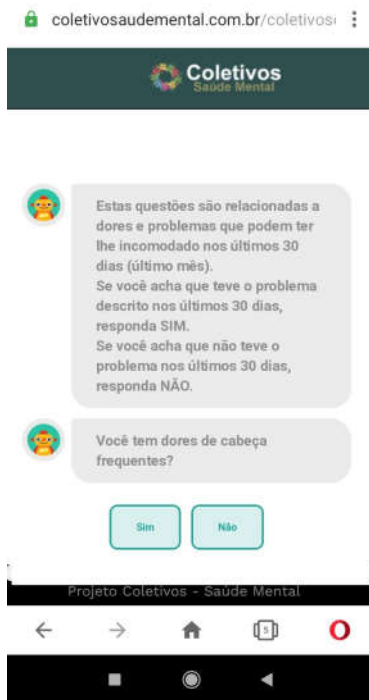 coletivosaudemental.com.br/coletivos
Coletivos
Saúde Mental
Estas questões são relacionadas a
dores e problemas que podem ter
lhe incomodado nos últimos 30
dias (último mês).
Se você acha que teve o problema
descrito nos últimos 30 dias,
responda SIM.
Se você acha que não teve o
problema nos últimos 30 dias,
responda NÃO.
Você tem dores de cabeça
frequentes?
Sim Não
Projeto Coletivos - Saúde Mental
5